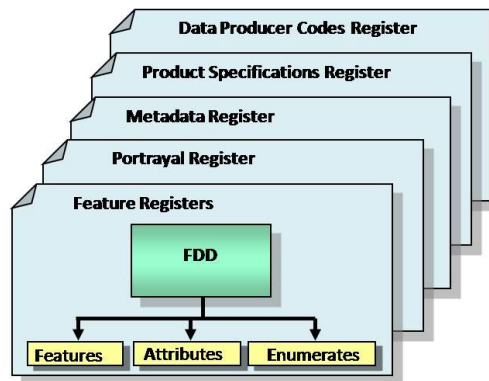 Data Producer Codes Register
Product Specifications Register
Metadata Register
Portrayal Register
Feature Registers
FDD
Features
Attributes
Enumerates